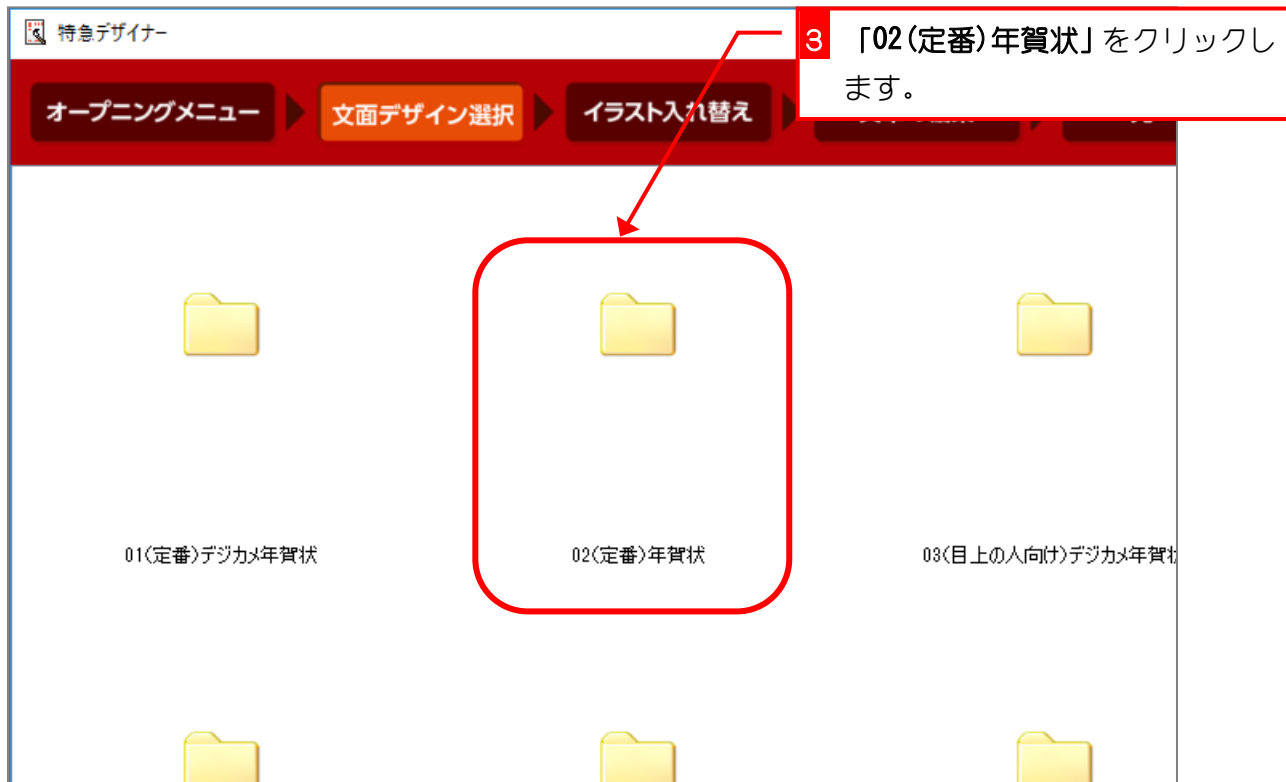 特急デザイナー
3 「02(定番)年賀状」をクリックし
ます。
オープニングメニュー 文面デザイン選択 イラスト入れ替え
01(定番)デジカメ年賀状 02(定番)年賀状 03(目上の人向け)デジカメ年賀状